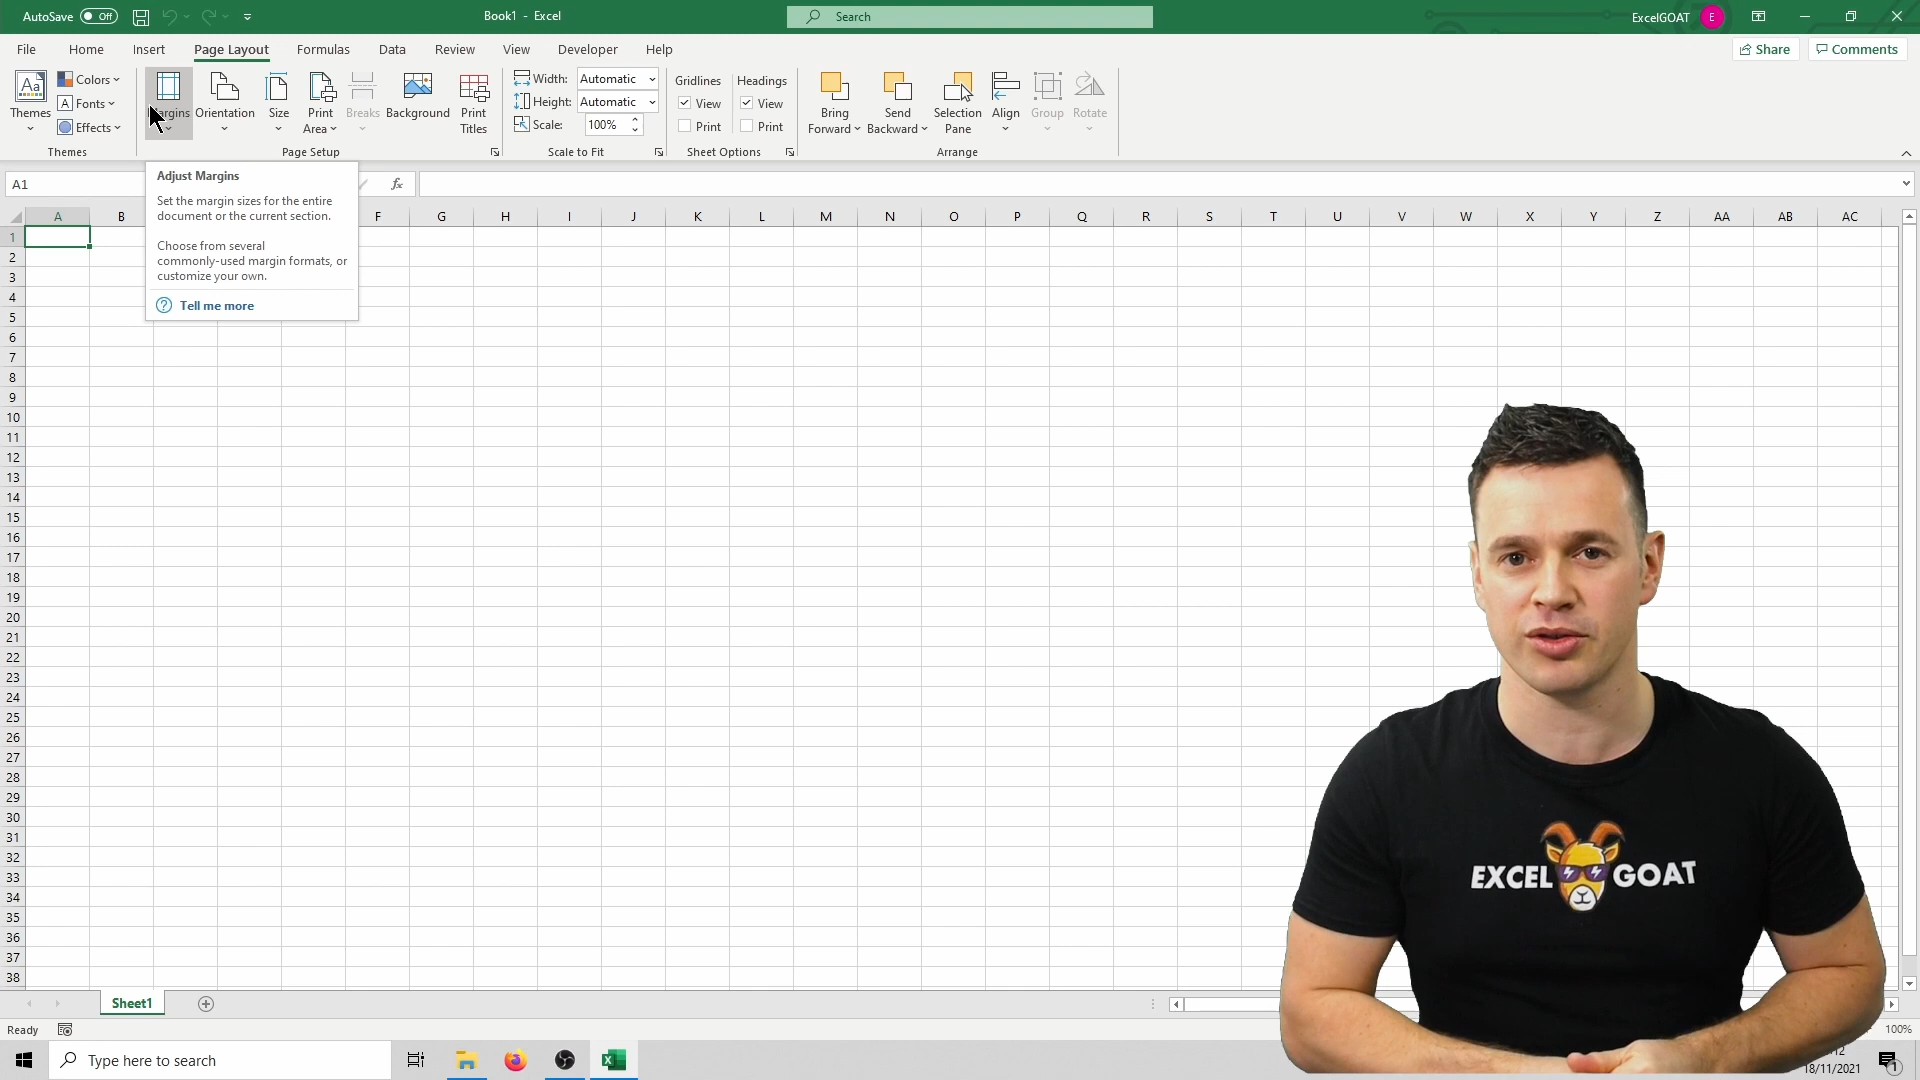 AutoSave Off
Book1 - Excel
Search
ExcelGOAT E
File Home Insert Page Layout Formulas Data Review View Developer Help
Share Comments
Themes
Colors
Fonts
Effects
Themes
Margins
Orientation
Size
Print
Area
Breaks
Background
Print
Titles
Page Setup
Width: Automatic
Height: Automatic
Scale: 100%
Scale to Fit
Gridlines
View
Print
Headings
View
Print
Sheet Options
Bring
Forward
Send
Backward
Selection
Pane
Align
Group
Rotate
Arrange
A1
fx
Adjust Margins
Set the margin sizes for the entire
document or the current section.
Choose from several
commonly-used margin formats, or
customize your own.
Tell me more
A B F G H I J K L M N O P Q R S T U V W X Y Z AA AB AC
1
2
3
4
5
6
7
8
9
10
11
12
13
14
15
16
17
18
19
20
21
22
23
24
25
26
27
28
29
30
31
32
33
34
35
36
37
38
EXCEL GOAT
Sheet1
Ready
100%
Type here to search
18/11/2021
1